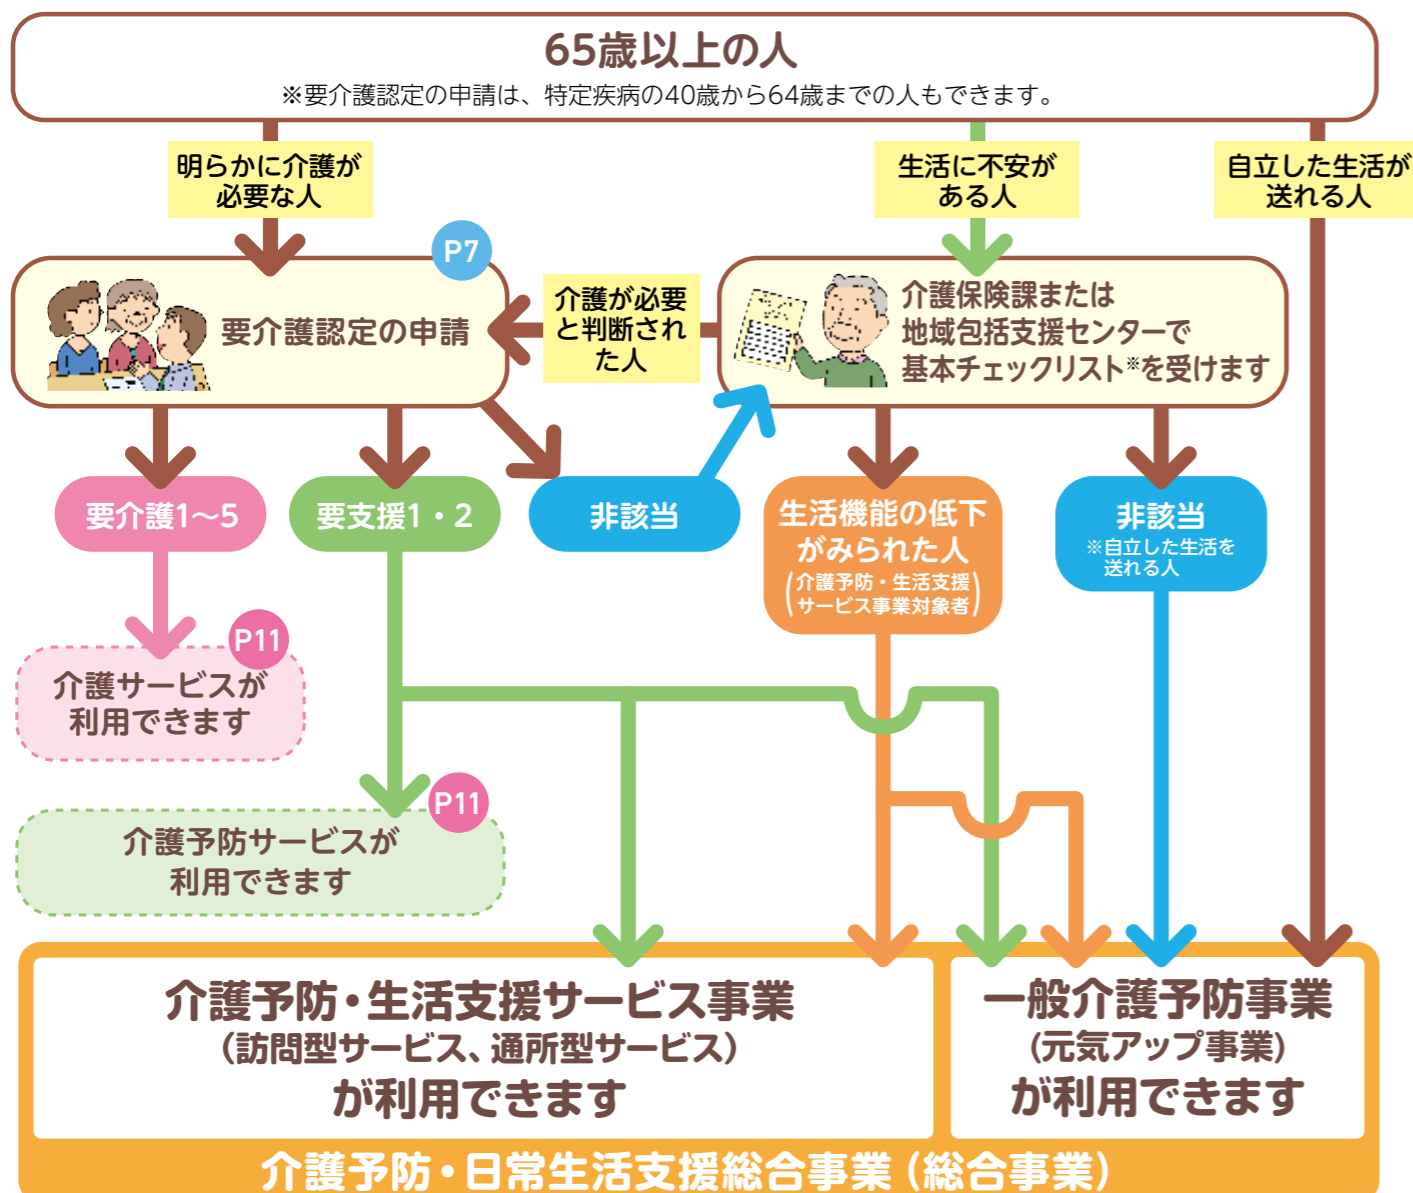 65歳以上の人
※要介護認定の申請は、特定疾病の40歳から64歳までの人もできます。
明らかに介護が
必要な人
生活に不安が
ある人
自立した生活が
送れる人
P7
要介護認定の申請
介護が必要
と判断され
た人
介護保険課または
地域包括支援センターで
基本チェックリスト※を受けます
要介護1～5
要支援1・2
非該当
生活機能の低下
がみられた人
(介護予防・生活支援
サービス事業対象者)
非該当
※自立した生活を
送れる人
P11
介護サービスが
利用できます
P11
介護予防サービスが
利用できます
介護予防・生活支援サービス事業
（訪問型サービス、通所型サービス）
が利用できます
一般介護予防事業
(元気アップ事業)
が利用できます
介護予防・日常生活支援総合事業（総合事業）